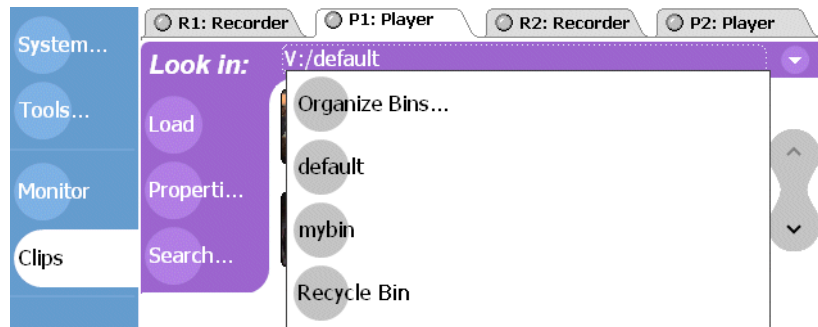 R1: Recorder
P1: Player
R2: Recorder
P2: Player
System...
Tools...
Monitor
Clips
Look in:
V:/default
Load
Properti...
Search...
Organize Bins...
default
mybin
Recycle Bin